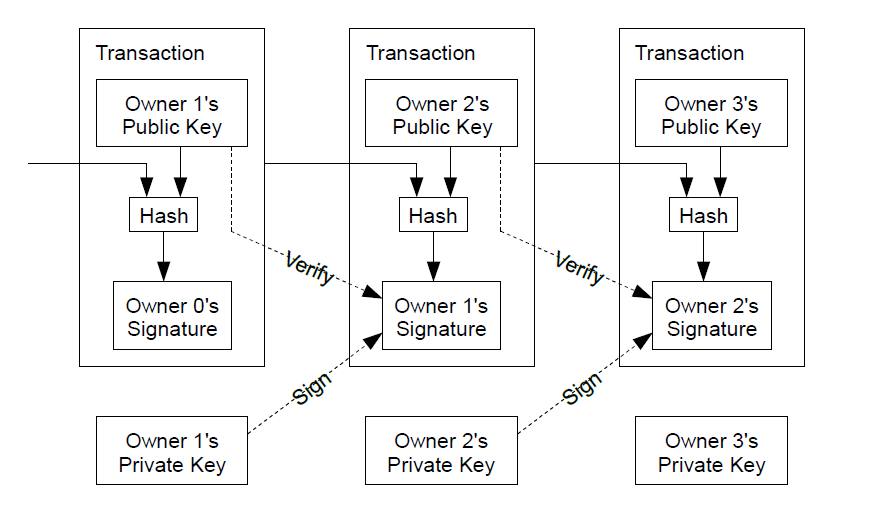 Transaction
Owner 1's
Public Key
Hash
Owner 0's
Signature
Transaction
Owner 2's
Public Key
Hash
Verify
Owner 1's
Signature
Sign
Transaction
Owner 3's
Public Key
Hash
Verify
Owner 2's
Signature
Sign
Owner 1's
Private Key
Owner 2's
Private Key
Owner 3's
Private Key